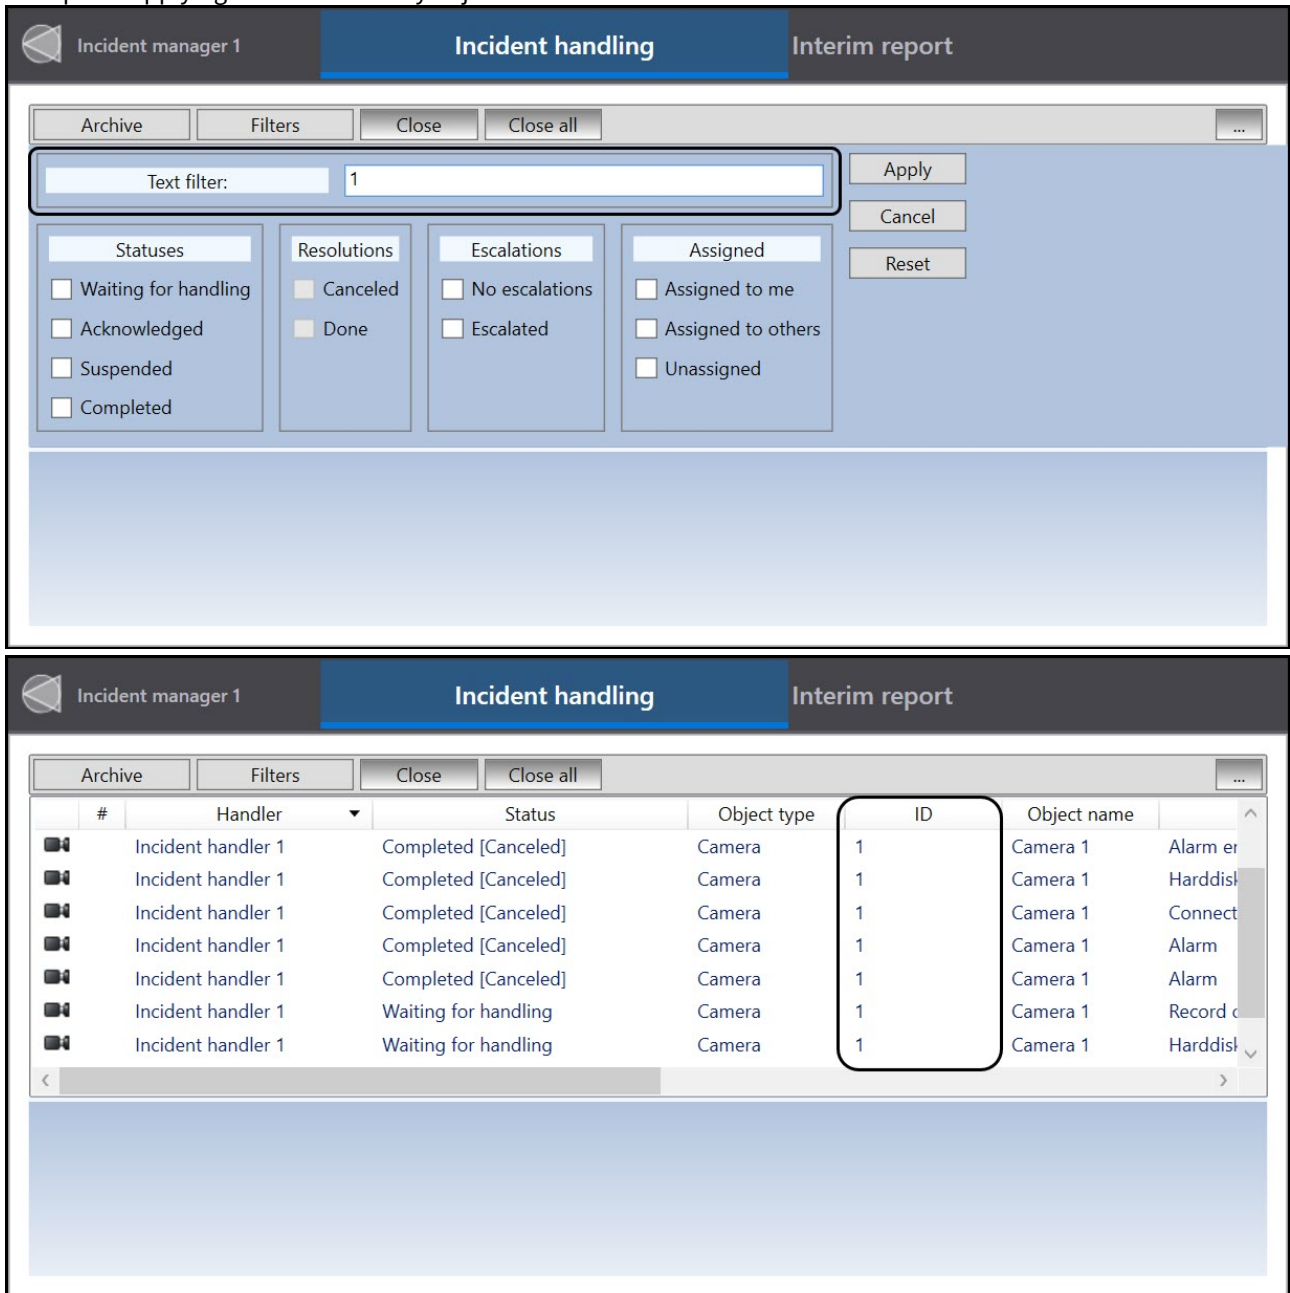 Incident manager 1 Incident handling Interim report
Archive Filters Close Close all ...
Text filter: 1 Apply
Cancel
Statuses Resolutions Escalations Assigned Reset
Waiting for handling Canceled No escalations Assigned to me
Acknowledged Done Escalated Assigned to others
Suspended Unassigned
Completed
Incident manager 1 Incident handling Interim report
Archive Filters Close Close all ...
# Handler Status Object type ID Object name
Incident handler 1 Completed [Canceled] Camera 1 Camera 1 Alarm er
Incident handler 1 Completed [Canceled] Camera 1 Camera 1 Harddisk
Incident handler 1 Completed [Canceled] Camera 1 Camera 1 Connect
Incident handler 1 Completed [Canceled] Camera 1 Camera 1 Alarm
Incident handler 1 Completed [Canceled] Camera 1 Camera 1 Alarm
Incident handler 1 Waiting for handling Camera 1 Camera 1 Record
Incident handler 1 Waiting for handling Camera 1 Camera 1 Harddisk